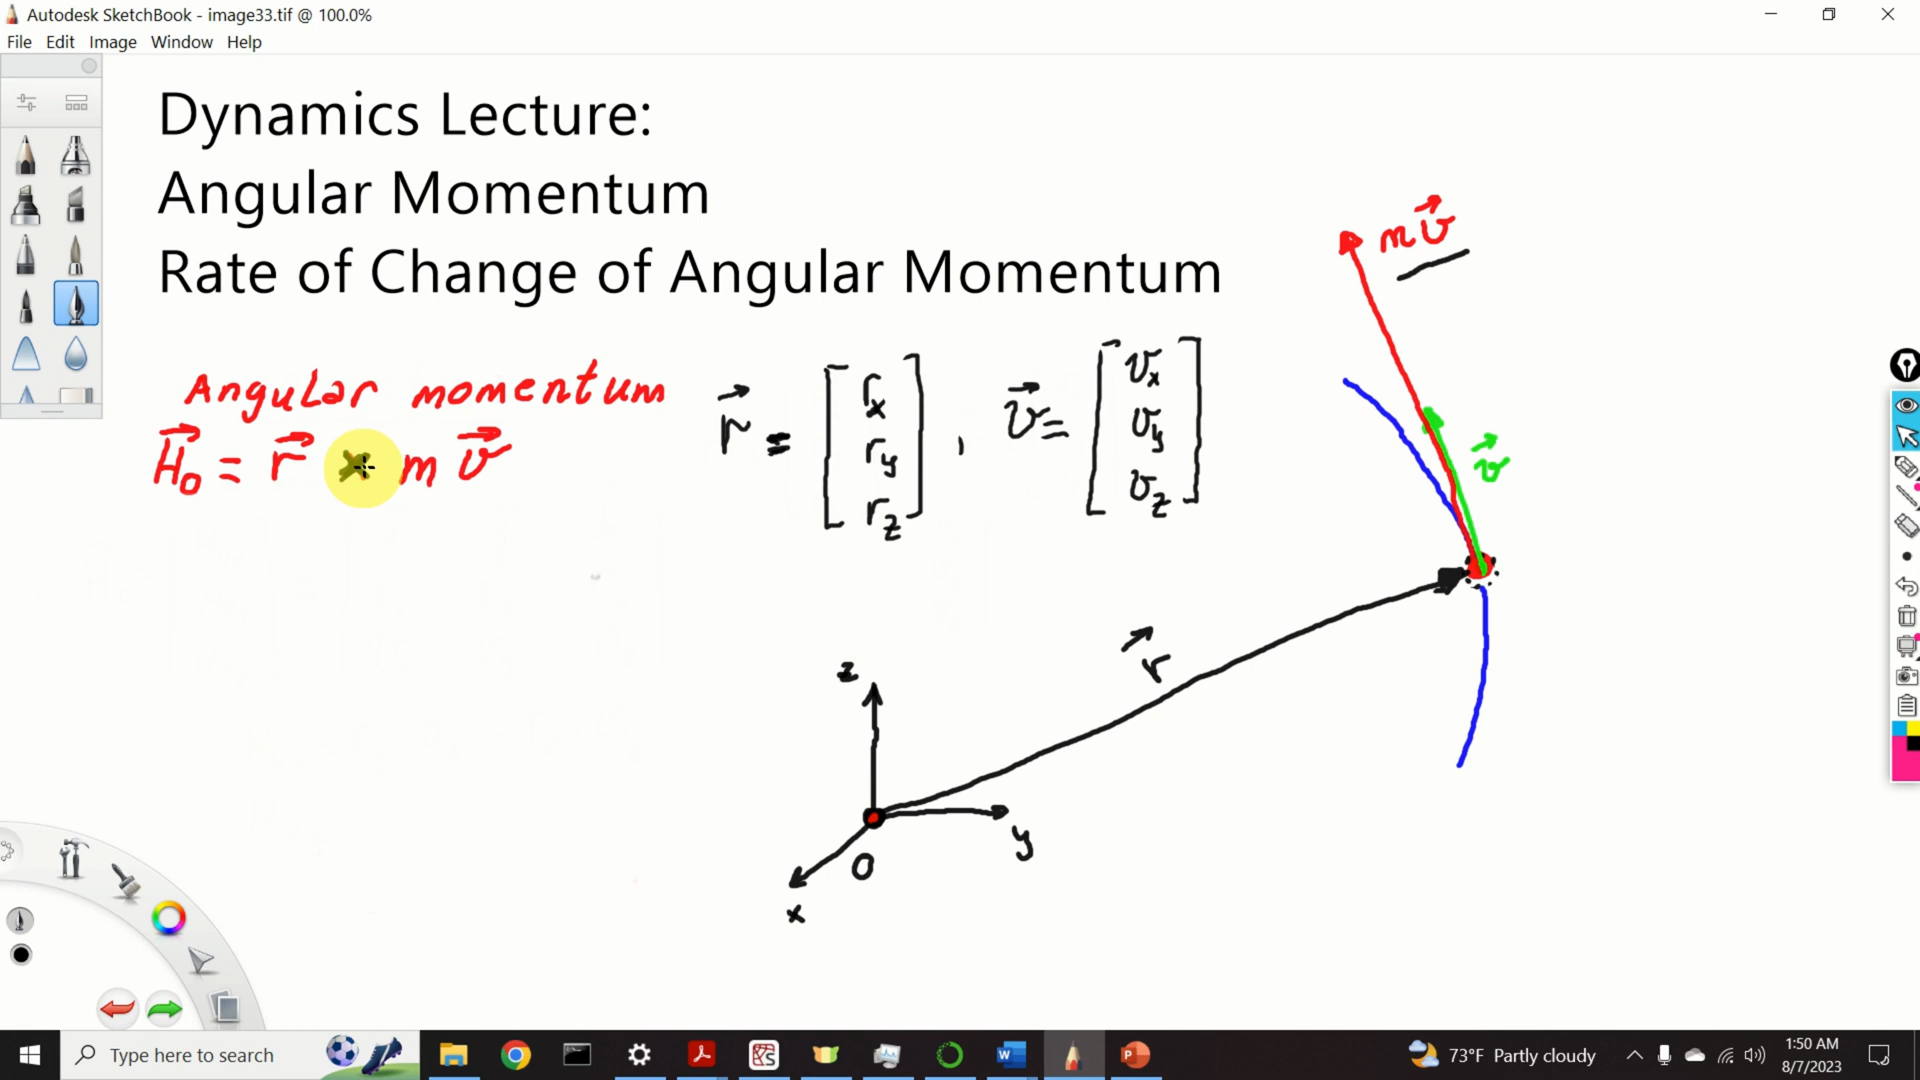 Autodesk SketchBook - image33.tif @ 100.0%
File Edit Image Window Help
Dynamics Lecture:
Angular Momentum
Rate of Change of Angular Momentum
m v⃗
Angular momentum
H⃗₀ = r⃗ × m v⃗
r⃗ = [ rx ry rz ] , v⃗ = [ vx vy vz ]
v⃗
r⃗
z
y
O
x
Type here to search
73°F Partly cloudy
1:50 AM
8/7/2023